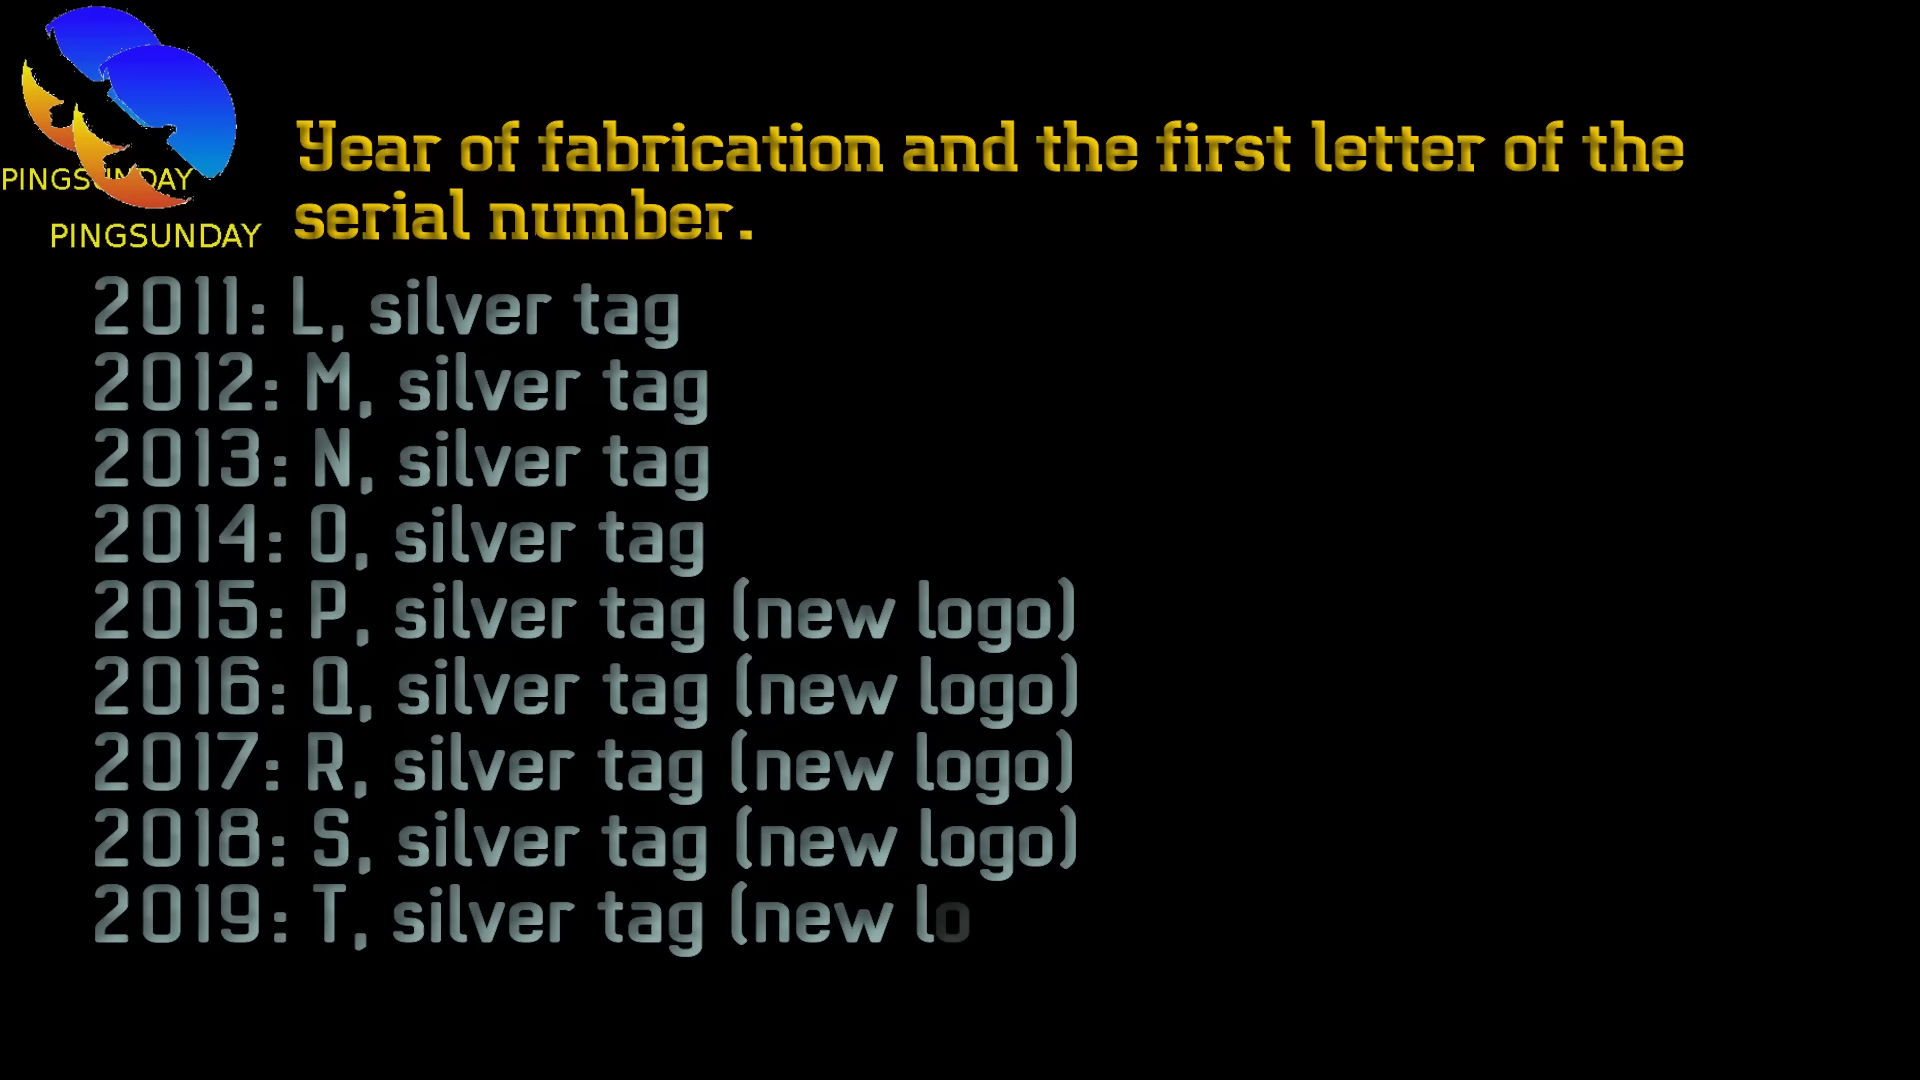 PINGSUNDAY
PINGSUNDAY
Year of fabrication and the first letter of the
serial number.
2011: L, silver tag
2012: M, silver tag
2013: N, silver tag
2014: O, silver tag
2015: P, silver tag (new logo)
2016: Q, silver tag (new logo)
2017: R, silver tag (new logo)
2018: S, silver tag (new logo)
2019: T, silver tag (new lo